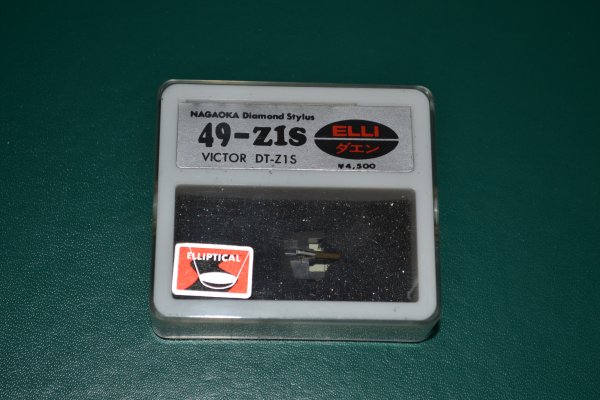 NAGAOKA Diamond Stylus
49-Z1S
VICTOR DT-Z1S
ELLI
ダエン
¥4,500
ELLIPTICAL